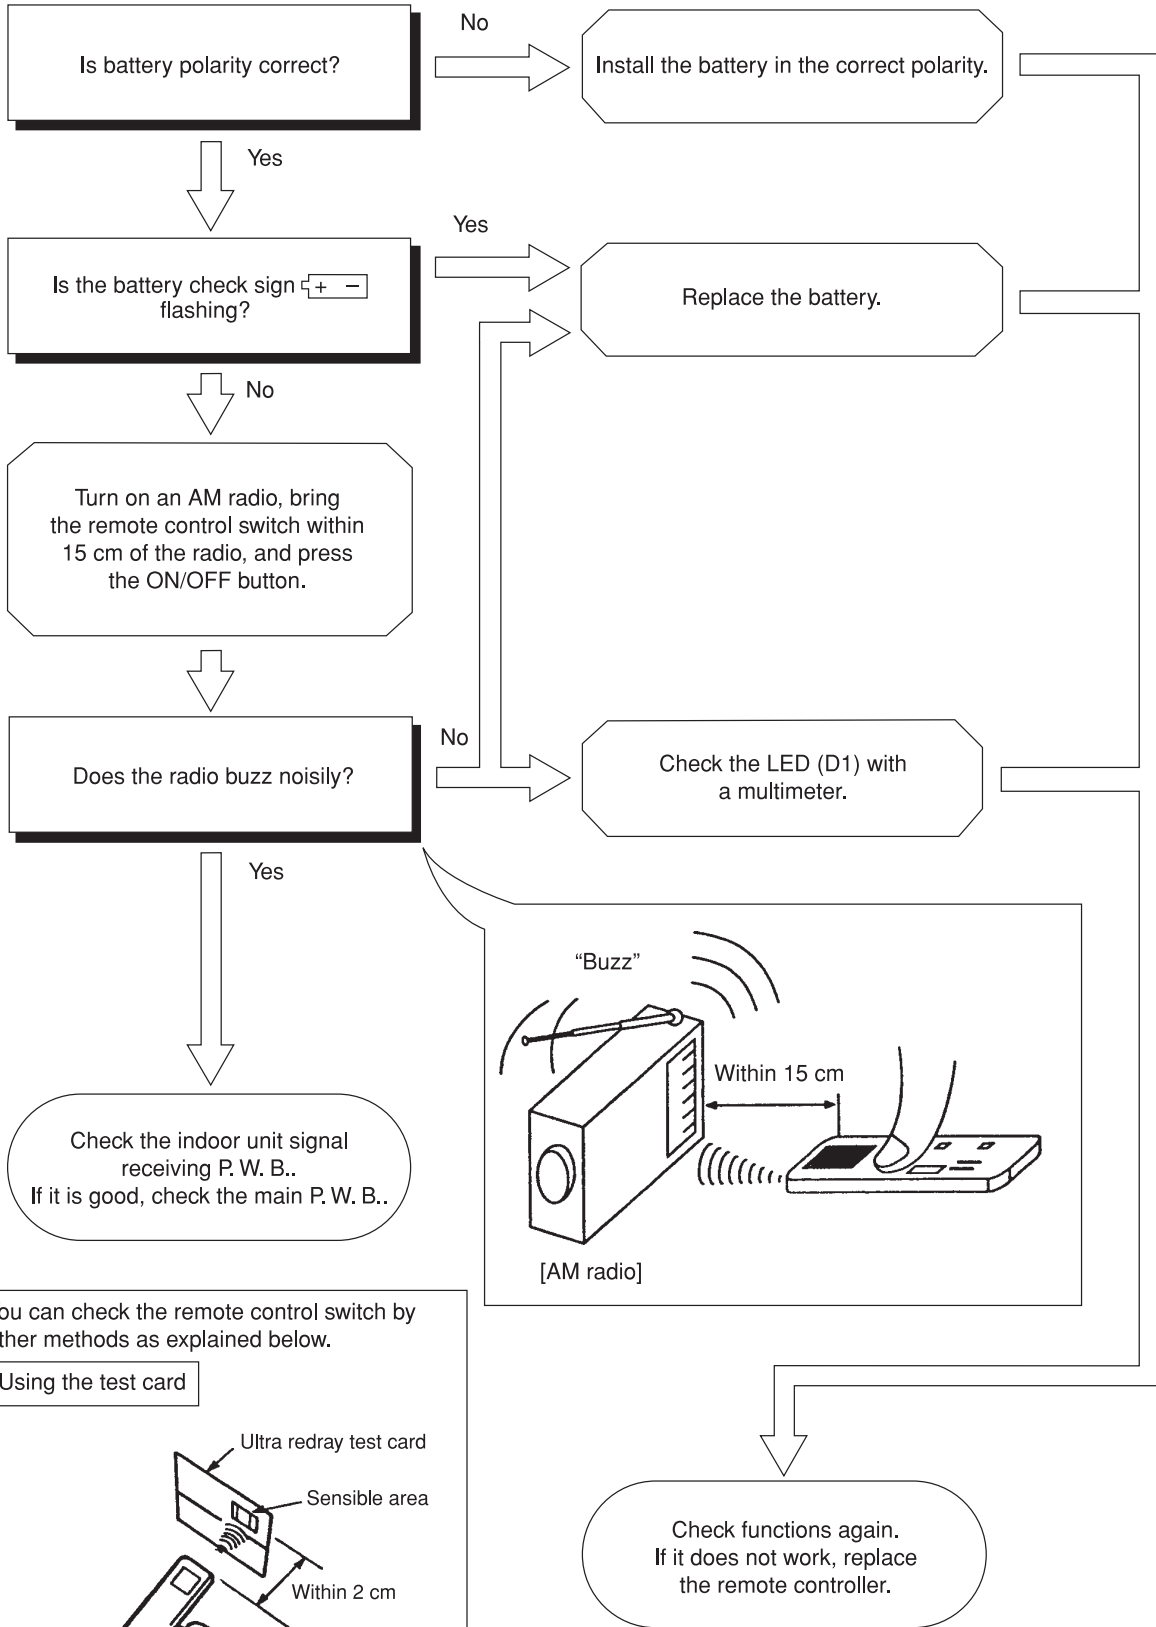 Is battery polarity correct?
No
Install the battery in the correct polarity.
Yes
Is the battery check sign + −
flashing?
Yes
Replace the battery.
No
Turn on an AM radio, bring
the remote control switch within
15 cm of the radio, and press
the ON/OFF button.
Does the radio buzz noisily?
No
Check the LED (D1) with
a multimeter.
Yes
“Buzz”
Within 15 cm
[AM radio]
Check the indoor unit signal
receiving P. W. B..
If it is good, check the main P. W. B..
ou can check the remote control switch by
ther methods as explained below.
Using the test card
Ultra redray test card
Sensible area
Within 2 cm
Check functions again.
If it does not work, replace
the remote controller.